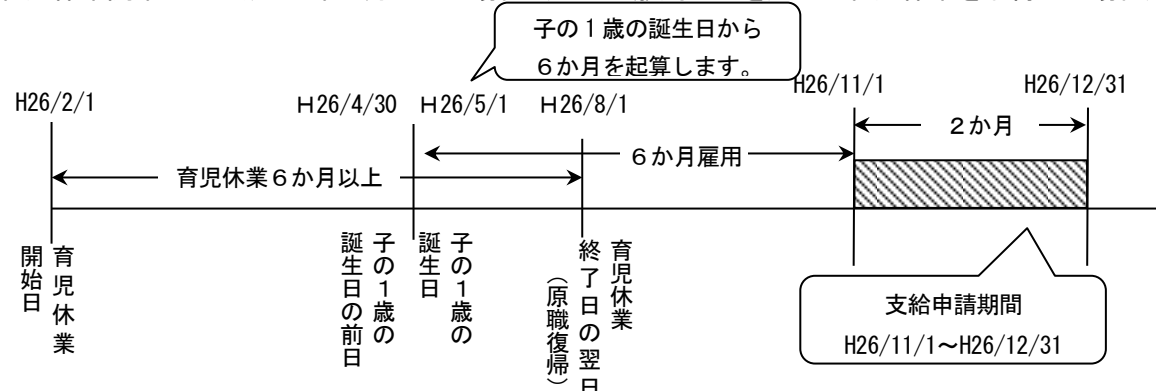 子の１歳の誕生日から
６か月を起算します。
H26/2/1
Ｈ26/4/30
Ｈ26/5/1
Ｈ26/8/1
H26/11/1
H26/12/31
２か月
６か月雇用
育児休業６か月以上
育児休業
開始日
子の１歳の
誕生日の前日
子の１歳の
誕生日
育児休業
終了日の翌日
（原職復帰）
支給申請期間
H26/11/1～H26/12/31